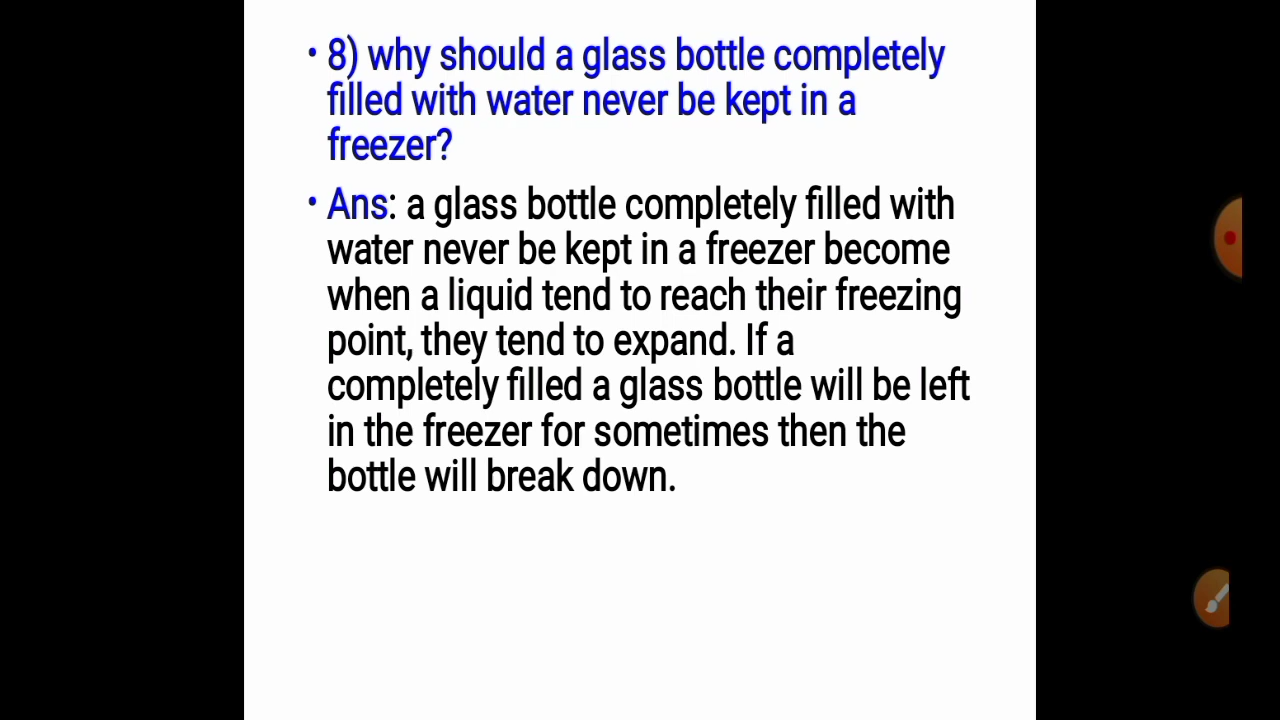 • 8) why should a glass bottle completely
filled with water never be kept in a
freezer?
• Ans: a glass bottle completely filled with
water never be kept in a freezer become
when a liquid tend to reach their freezing
point, they tend to expand. If a
completely filled a glass bottle will be left
in the freezer for sometimes then the
bottle will break down.